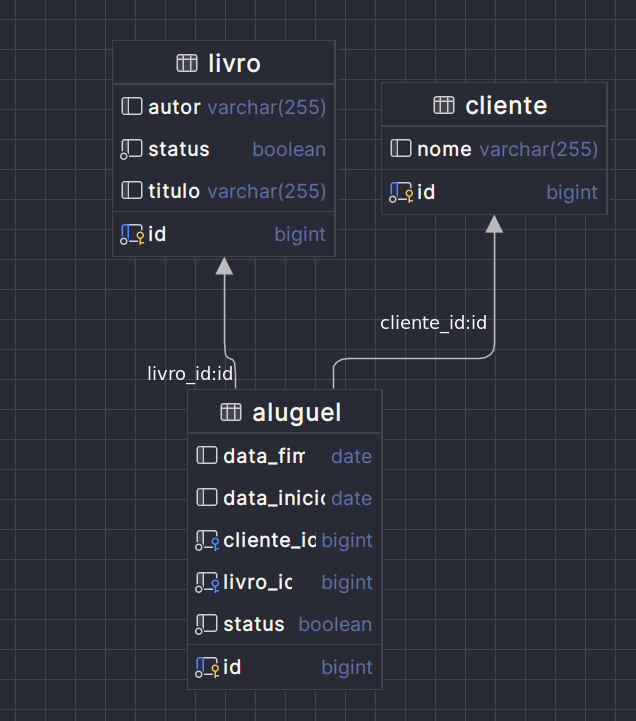 livro
autor varchar(255)
status boolean
titulo varchar(255)
id bigint
cliente
nome varchar(255)
id bigint
cliente_id:id
livro_id:id
aluguel
data_fim date
data_inicio date
cliente_id bigint
livro_id bigint
status boolean
id bigint